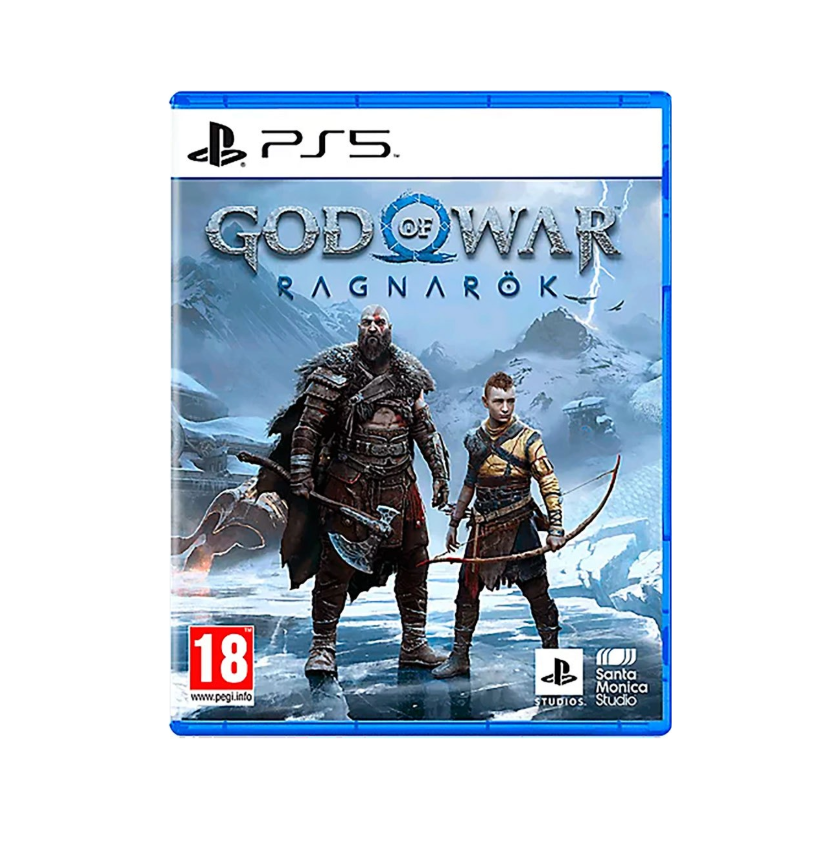 PS5
GOD OF WAR
RAGNARÖK
18
www.pegi.info
STUDIOS
Santa
Monica
Studio